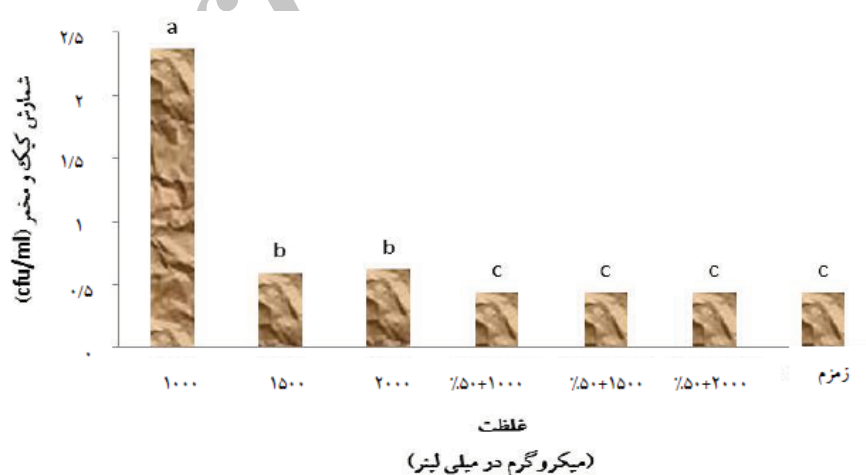 a
b
b
c
c
c
c
۲/۵
۲
۱/۵
۱
۰/۵
۰
شمارش کپک و مخمر (cfu/ml))
۱۰۰۰
۱۵۰۰
۲۰۰۰
%۵۰+۱۰۰۰
%۵۰+۱۵۰۰
%۵۰+۲۰۰۰
زمزم
غلظت
(میکروگرم در میلی لیتر)